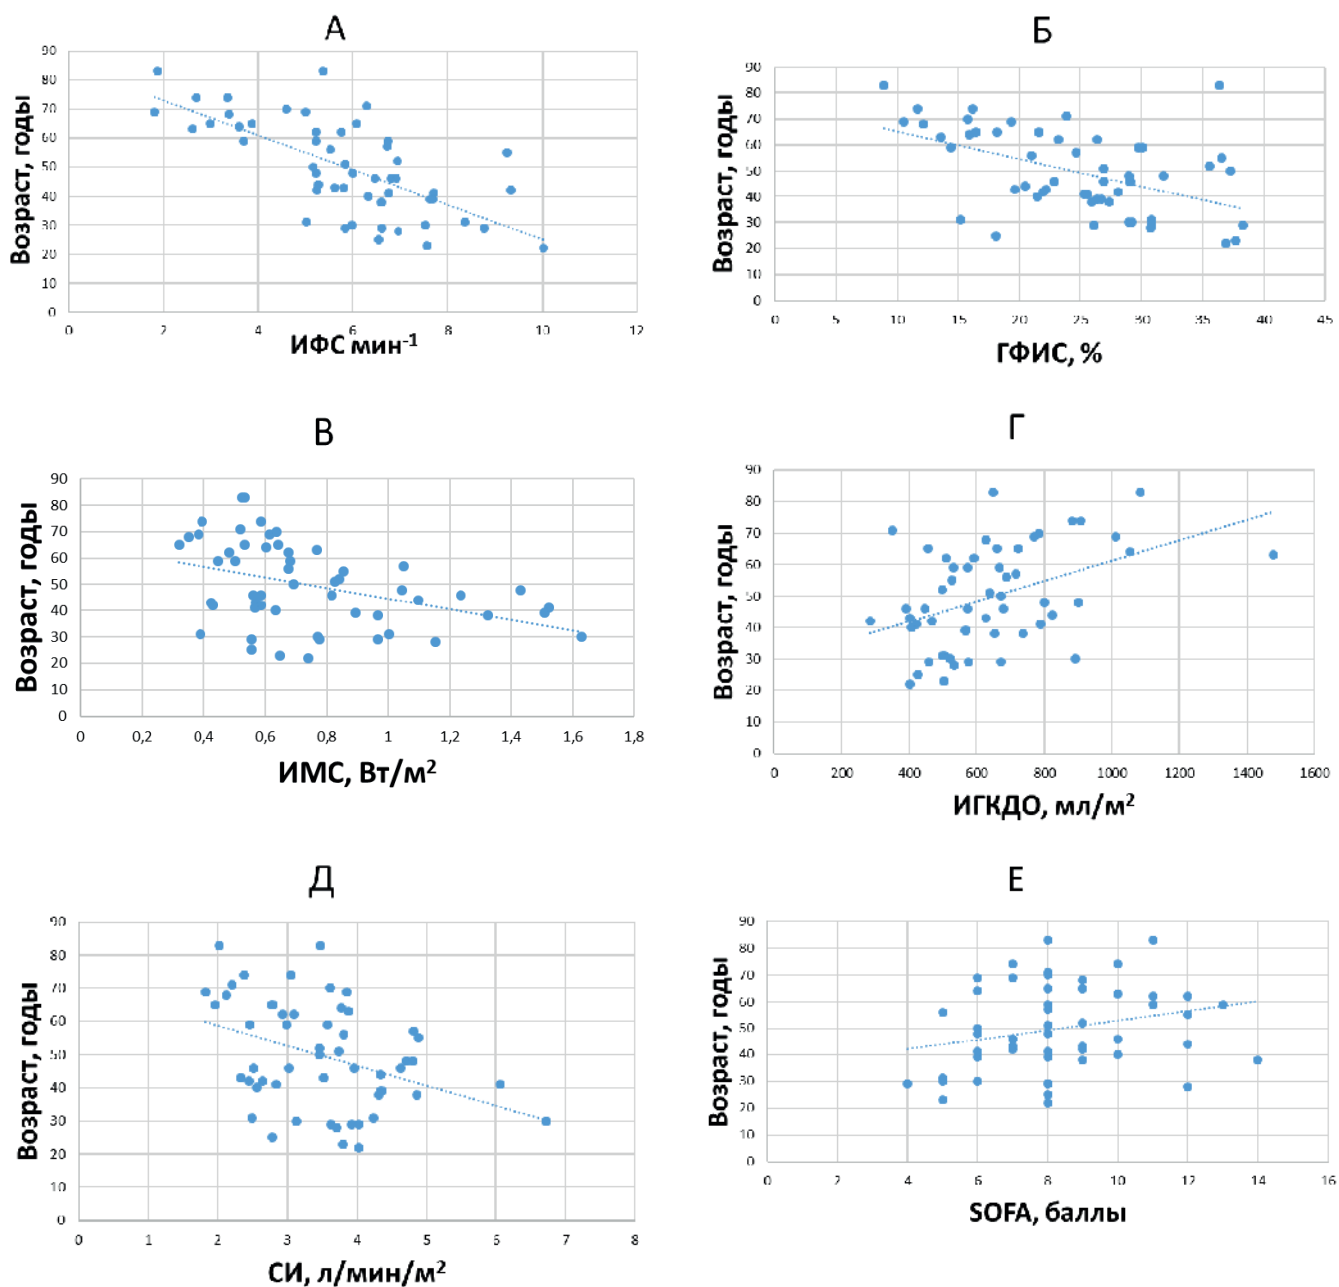 А
Возраст, годы
90
80
70
60
50
40
30
20
10
0
0 2 4 6 8 10 12
ИФС мин⁻¹
Б
Возраст, годы
90
80
70
60
50
40
30
20
10
0
0 5 10 15 20 25 30 35 40 45
ГФИС, %
В
Возраст, годы
90
80
70
60
50
40
30
20
10
0
0 0,2 0,4 0,6 0,8 1 1,2 1,4 1,6 1,8
ИМС, Вт/м²
Г
Возраст, годы
90
80
70
60
50
40
30
20
10
0
0 200 400 600 800 1000 1200 1400 1600
ИГКДО, мл/м²
Д
Возраст, годы
90
80
70
60
50
40
30
20
10
0
0 1 2 3 4 5 6 7 8
СИ, л/мин/м²
Е
Возраст, годы
90
80
70
60
50
40
30
20
10
0
0 2 4 6 8 10 12 14 16
SOFA, баллы